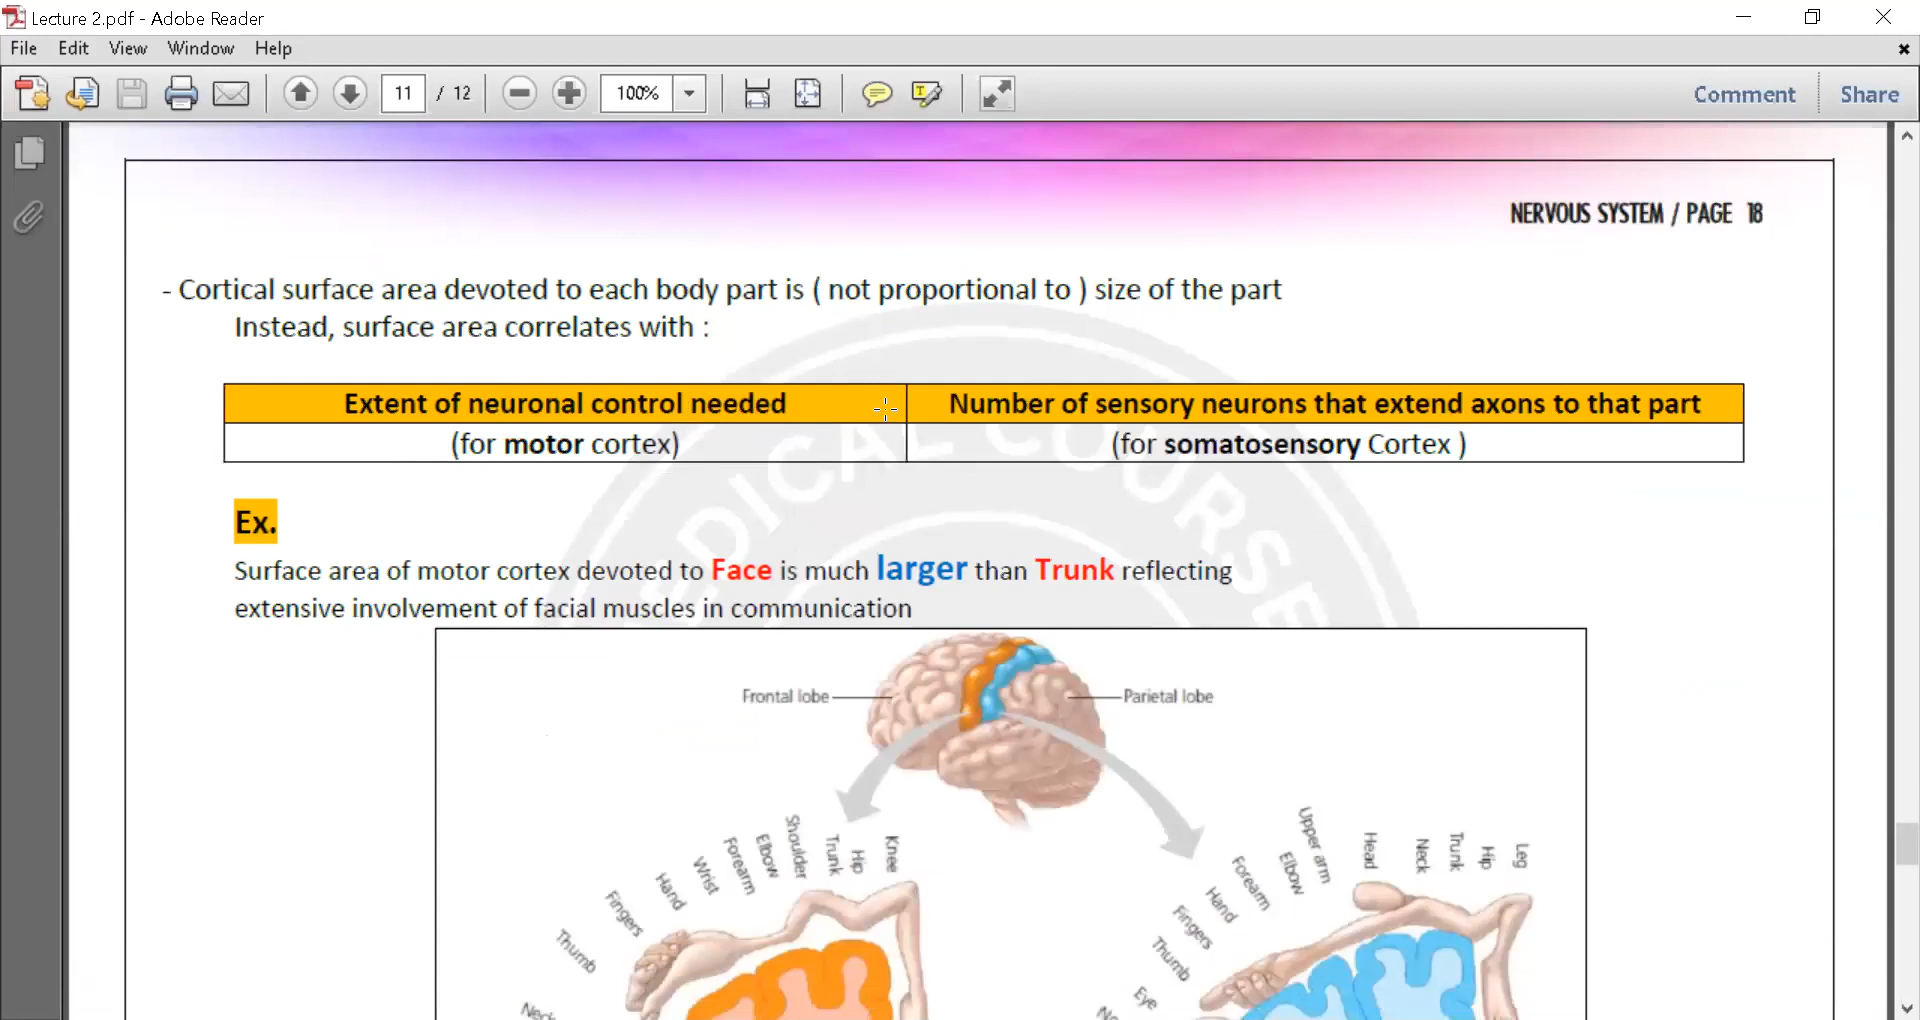 Lecture 2.pdf - Adobe Reader
File Edit View Window Help
11 / 12 100% Comment Share
NERVOUS SYSTEM / PAGE 18
- Cortical surface area devoted to each body part is ( not proportional to ) size of the part
Instead, surface area correlates with :
Extent of neuronal control needed Number of sensory neurons that extend axons to that part
(for motor cortex) (for somatosensory Cortex )
DICAL COURSE
Ex.
Surface area of motor cortex devoted to Face is much larger than Trunk reflecting
extensive involvement of facial muscles in communication
Frontal lobe
Parietal lobe
Thumb
Fingers
Hand
Wrist
Forearm
Elbow
Shoulder
Trunk
Hip
Knee
Eye
Thumb
Fingers
Hand
Forearm
Elbow
Upper arm
Head
Neck
Trunk
Hip
Leg